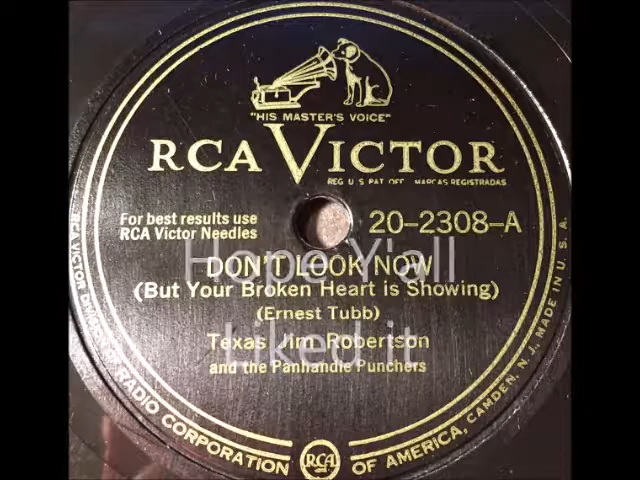 "HIS MASTER'S VOICE"
RCA VICTOR
REG. U. S. PAT. OFF. MARCAS REGISTRADAS
For best results use
RCA Victor Needles
20-2308-A
Hope Y'all
DON'T LOOK NOW
(But Your Broken Heart is Showing)
(Ernest Tubb)
Liked it
Texas Jim Robertson
and the Panhandle Punchers
RCA VICTOR DIVISION
RADIO CORPORATION
RCA
OF AMERICA, CAMDEN, N. J. MADE IN U. S. A.